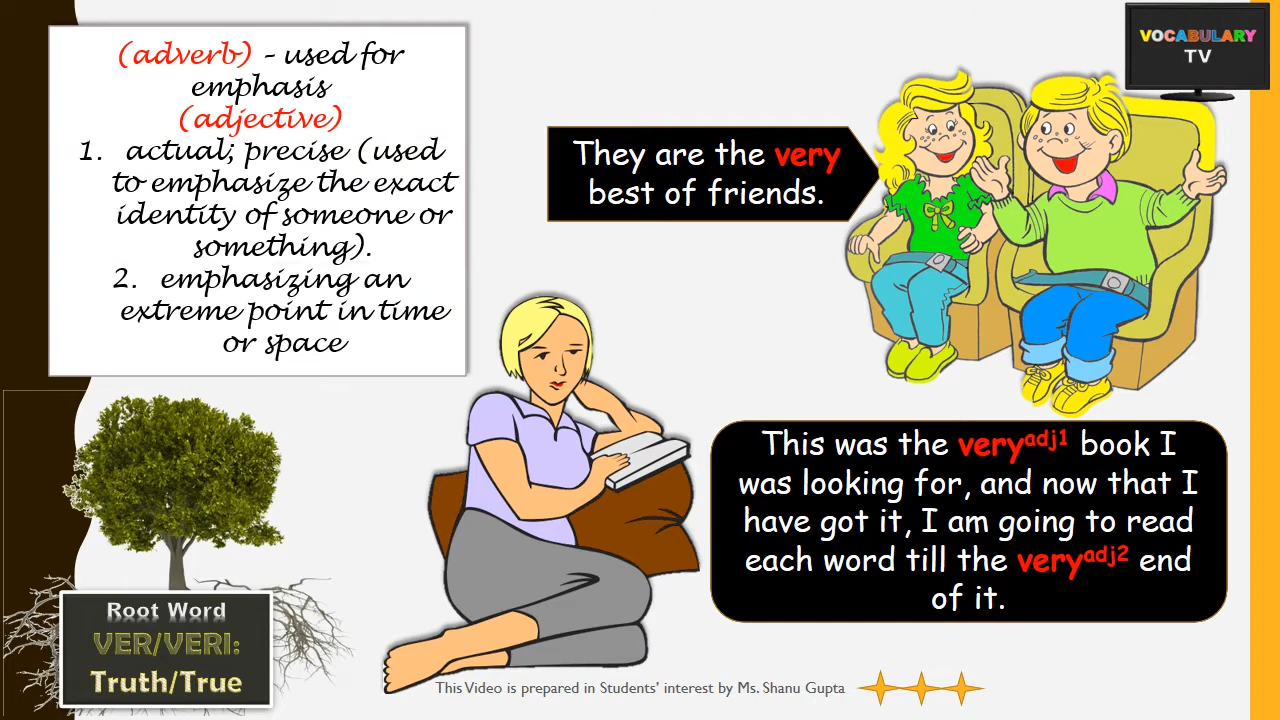 (adverb) – used for
emphasis
(adjective)
1. actual; precise (used
to emphasize the exact
identity of someone or
something).
2. emphasizing an
extreme point in time
or space
VOCABULARY
TV
They are the very
best of friends.
This was the very adj1 book I
was looking for, and now that I
have got it, I am going to read
each word till the very adj2 end
of it.
Root Word
VER/VERI:
Truth/True
This Video is prepared in Students' interest by Ms. Shanu Gupta